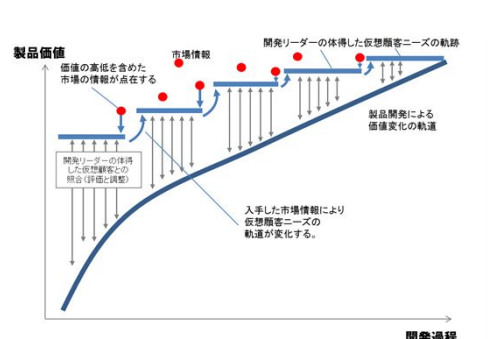 製品価値
価値の高低を含めた
市場の情報が点在する
市場情報
開発リーダーの体得した仮想顧客ニーズの軌跡
製品開発による
価値変化の軌道
開発リーダーの体得し
た仮想顧客との
照合(評価と調整)
入手した市場情報により
仮想顧客ニーズの
軌道が変化する。
開発過程